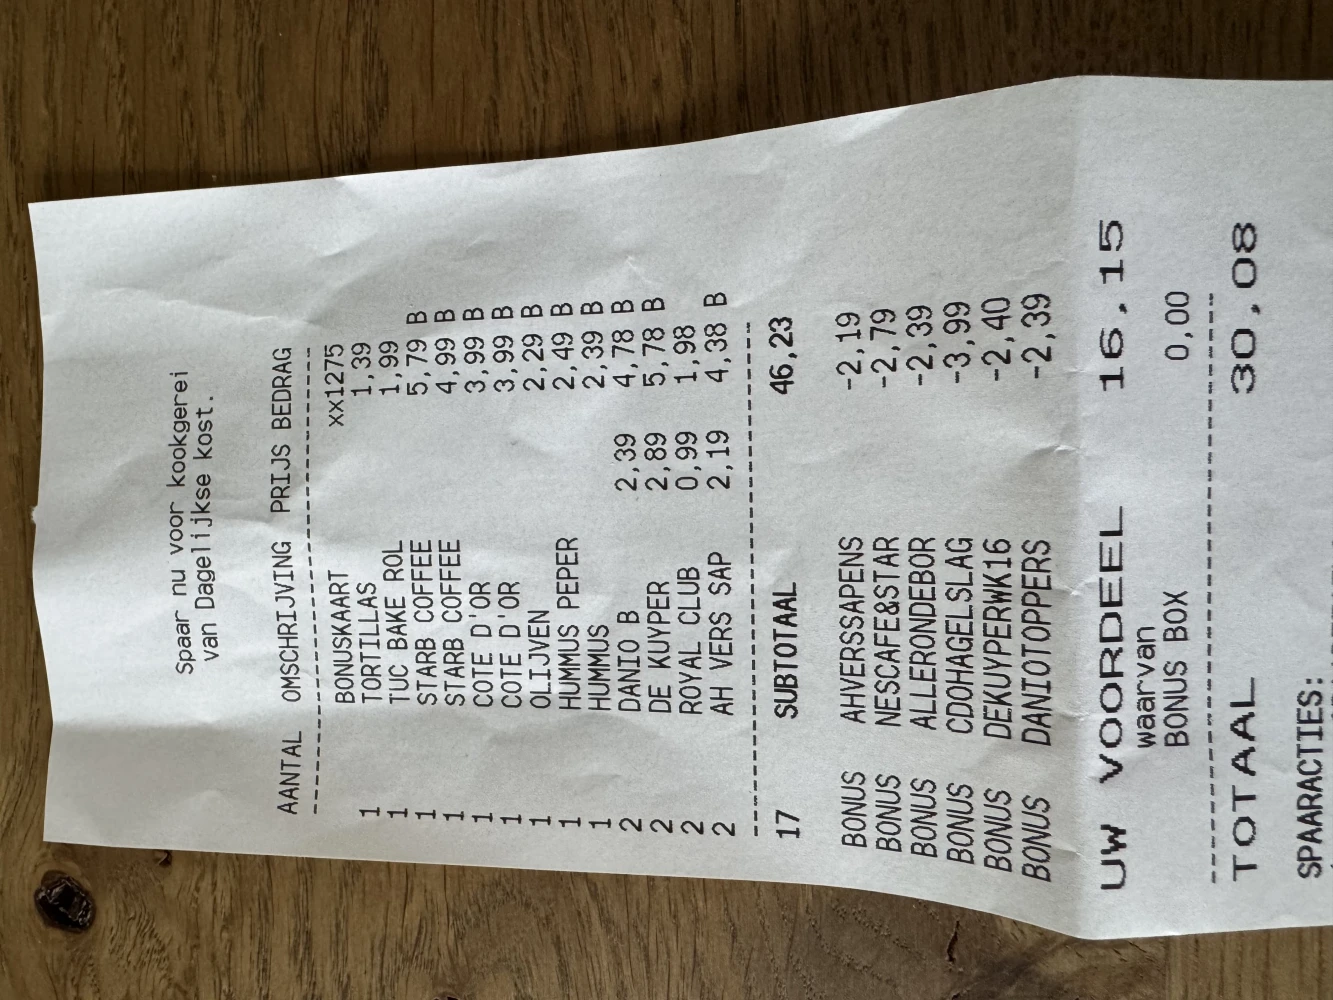 Spaar nu voor kookgerei
van Dagelijkse kost.
AANTAL OMSCHRIJVING PRIJS BEDRAG
BONUSKAART xx1275
1 TORTILLAS 1,39
1 TUC BAKE ROL 1,99
1 STARB COFFEE 5,79 B
1 STARB COFFEE 4,99 B
1 COTE D'OR 3,99 B
1 COTE D'OR 3,99 B
1 OLIJVEN 2,29 B
1 HUMMUS PEPER 2,49 B
1 HUMMUS 2,39 B
2 DANIO B 2,39 4,78 B
2 DE KUYPER 2,89 5,78 B
2 ROYAL CLUB 0,99 1,98
2 AH VERS SAP 2,19 4,38 B
17 SUBTOTAAL 46,23
BONUS AHVERSSAPENS -2,19
BONUS NESCAFE&STAR -2,79
BONUS ALLERONDEBOR -2,39
BONUS CDOHAGELSLAG -3,99
BONUS DEKUYPERWK16 -2,40
BONUS DANIOTOPPERS -2,39
UW VOORDEEL 16,15
waarvan
BONUS BOX 0,00
TOTAAL 30,08
SPAARACTIES: